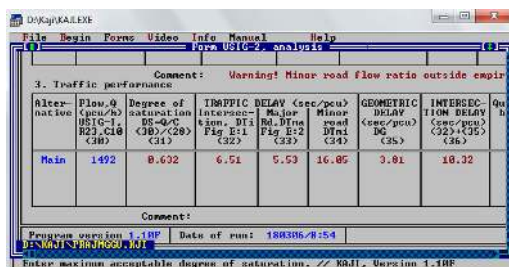 D:\Kaji\KAJI.EXE
File Begin Forms Video Info Manual Help
Form USIG-2, analysis
Comment: Warning! Minor road flow ratio outside empir
3. Traffic performance
Alter- Flow,Q Degree of TRAFFIC DELAY (sec/pcu) GEOMETRIC INTERSEC- Qu
native (pcu/h) saturation Intersec- Major Minor DELAY TION DELAY b
USIG-I, DS=Q/C tion, DTi Rd,DTma road (sec/pcu) (sec/pcu)
R23,C10 (30)/(28) Fig E:1 Fig E:2 DTmi DG (32)+(35)
(30) (31) (32) (33) (34) (35) (36)
Main 1492 0.632 6.51 5.53 16.05 3.81 10.32
Comment:
Program version 1.10F Date of run: 180306/8:54
D:\KAJI\PRAJMGGU.HJI
Enter maximum acceptable degree of saturation. // KAJI, Version 1.10F